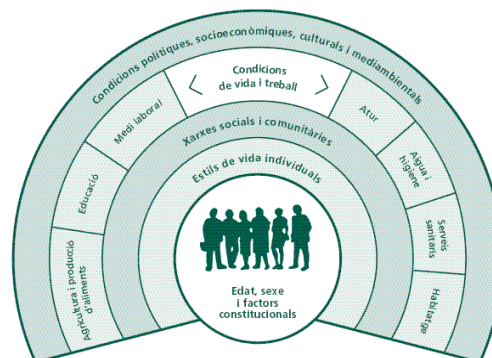 Condicions polítiques, socioeconòmiques, culturals i mediambientals
Condicions
de vida i treball
Agricultura i producció
d'aliments
Educació
Medi laboral
Atur
Aigua i
higiene
Serveis
sanitaris
Habitatge
Xarxes socials i comunitàries
Estils de vida individuals
Edat, sexe
i factors
constitucionals